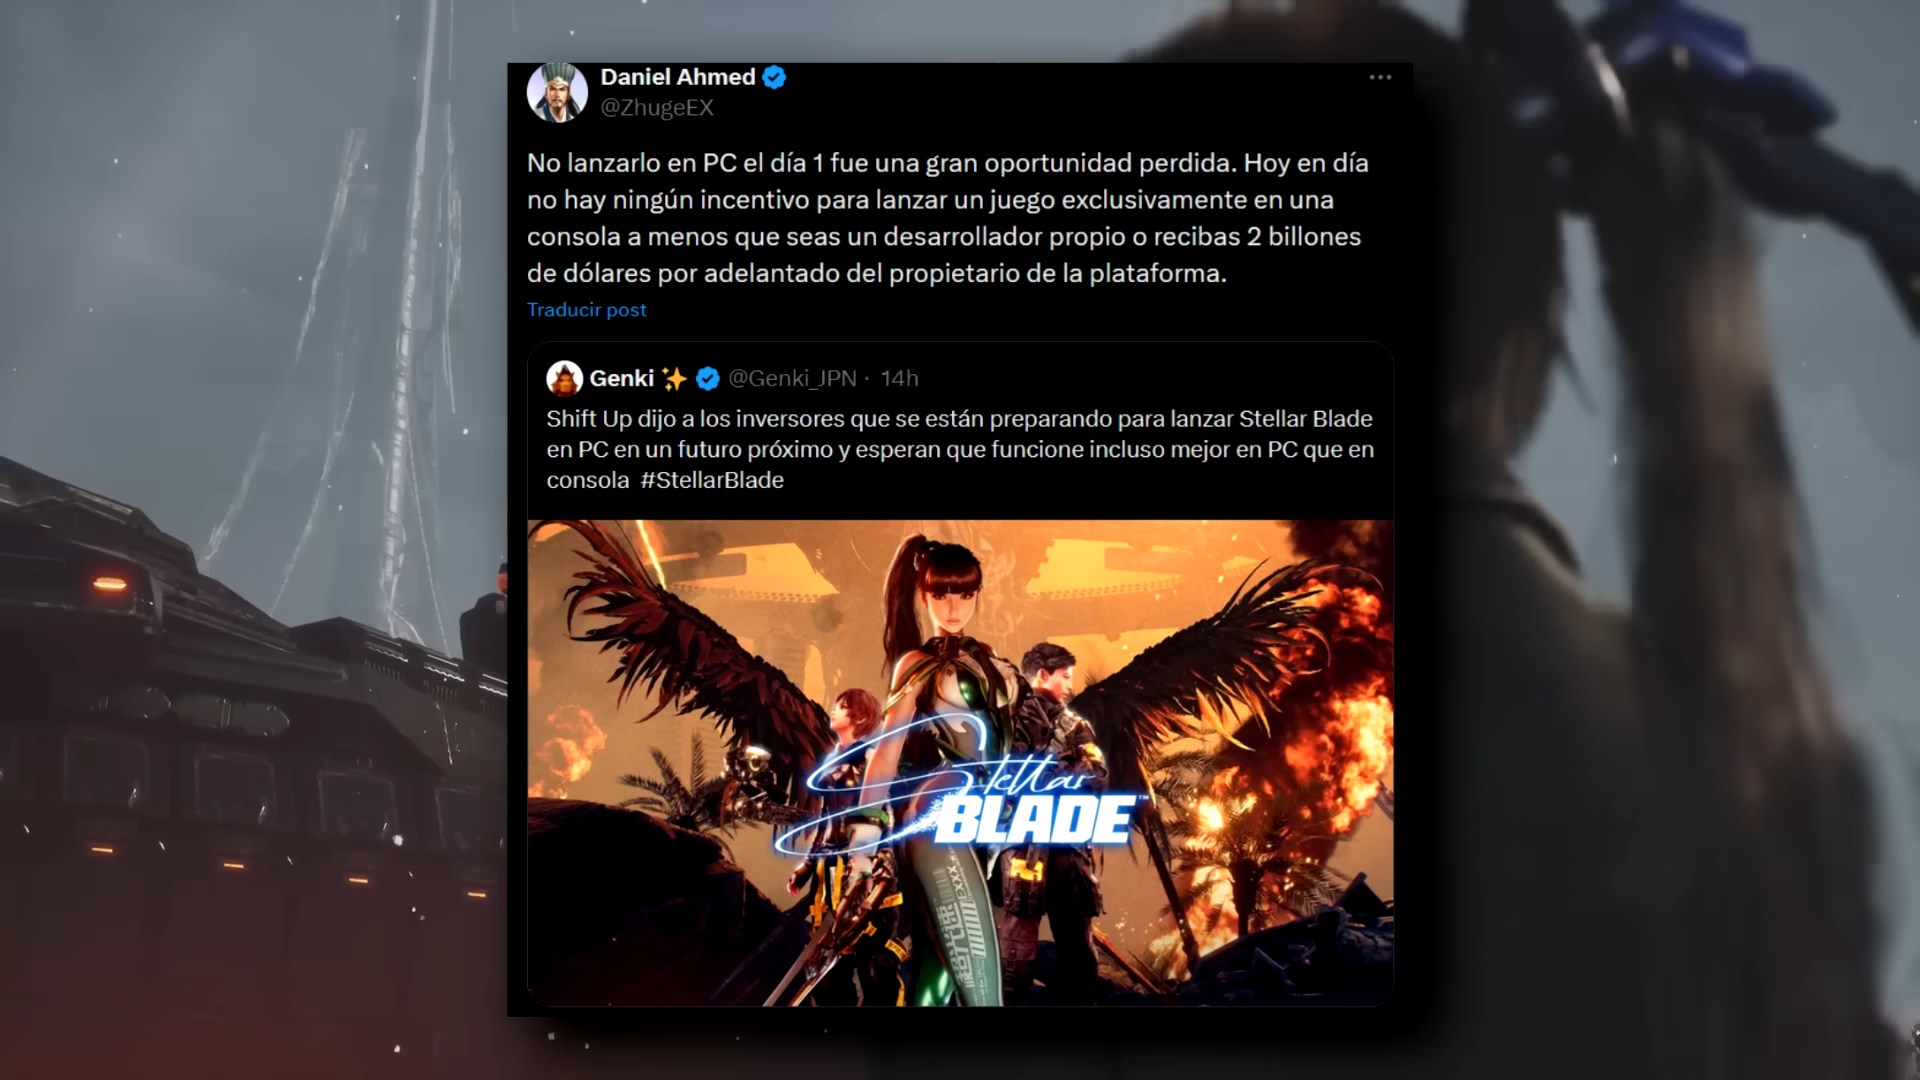 Daniel Ahmed
@ZhugeEX
No lanzarlo en PC el día 1 fue una gran oportunidad perdida. Hoy en día
no hay ningún incentivo para lanzar un juego exclusivamente en una
consola a menos que seas un desarrollador propio o recibas 2 billones
de dólares por adelantado del propietario de la plataforma.
Traducir post
Genki ✨ @Genki_JPN · 14h
Shift Up dijo a los inversores que se están preparando para lanzar Stellar Blade
en PC en un futuro próximo y esperan que funcione incluso mejor en PC que en
consola #StellarBlade
Stellar
BLADE™